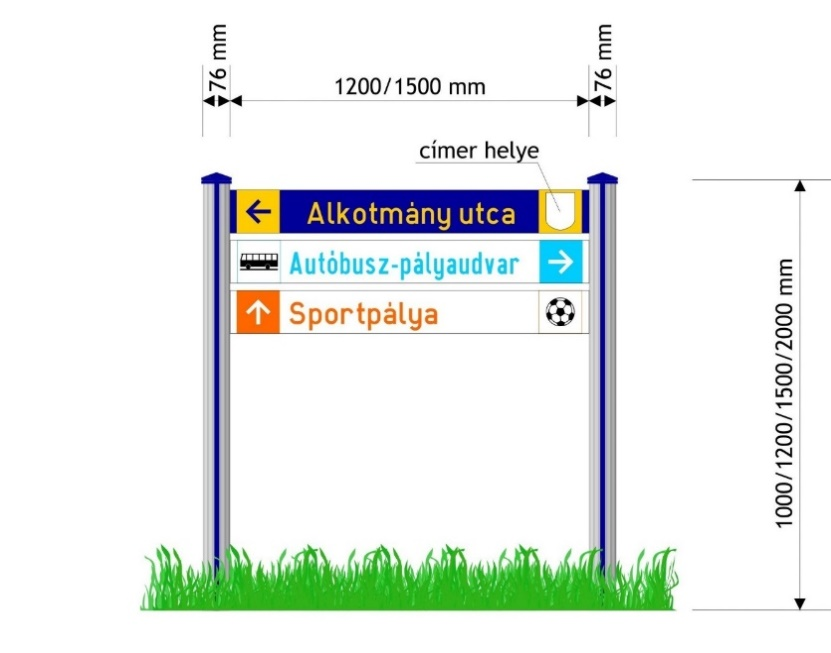 76 mm
1200/1500 mm
76 mm
címer helye
Alkotmány utca
Autóbusz-pályaudvar
Sportpálya
1000/1200/1500/2000 mm